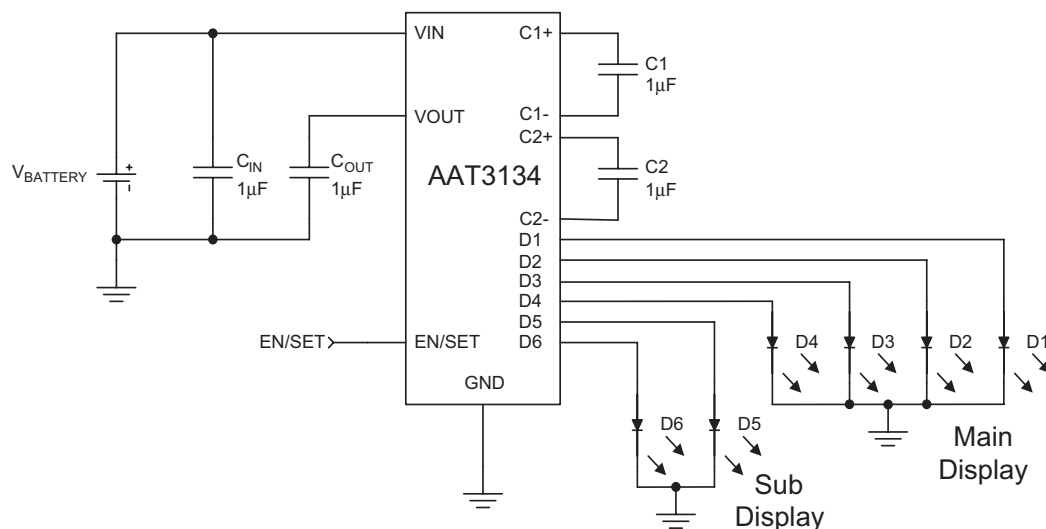 VIN
C1+
C1
1μF
C1-
VOUT
C2+
AAT3134
C2
1μF
C2-
V_BATTERY
+
-
C_IN
1μF
C_OUT
1μF
D1
D2
D3
D4
D5
D6
EN/SET
EN/SET
GND
D4
D3
D2
D1
Main
Display
D6
D5
Sub
Display